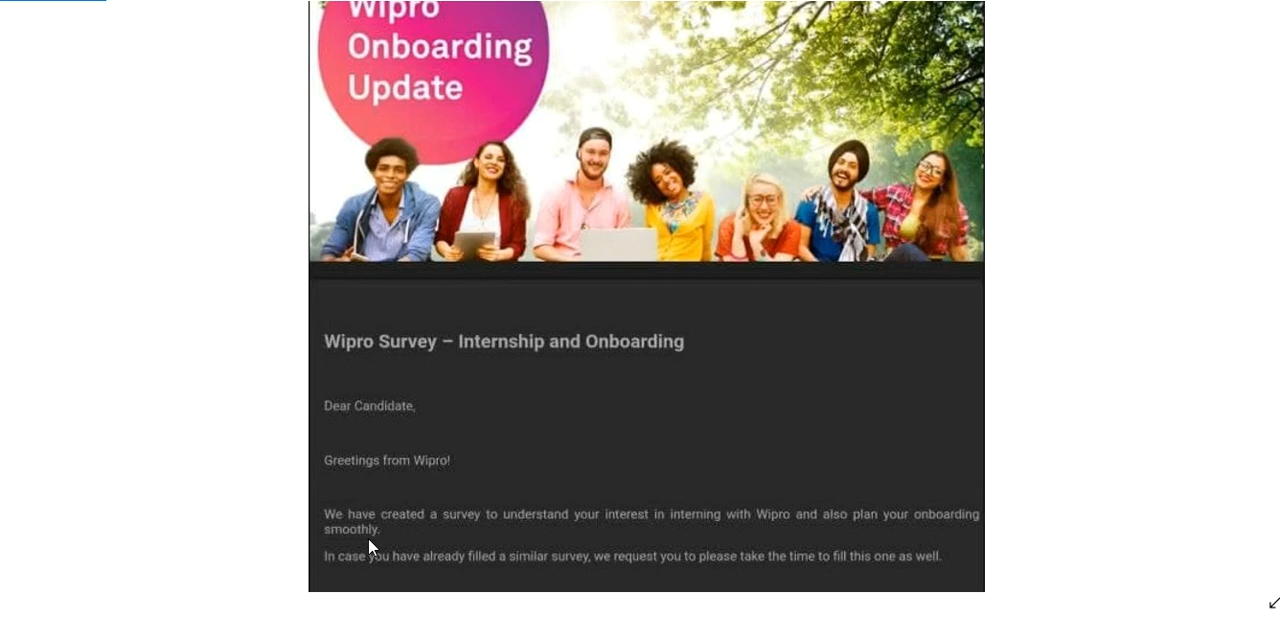 Wipro
Onboarding
Update
Wipro Survey – Internship and Onboarding
Dear Candidate,
Greetings from Wipro!
We have created a survey to understand your interest in interning with Wipro and also plan your onboarding
smoothly.
In case you have already filled a similar survey, we request you to please take the time to fill this one as well.